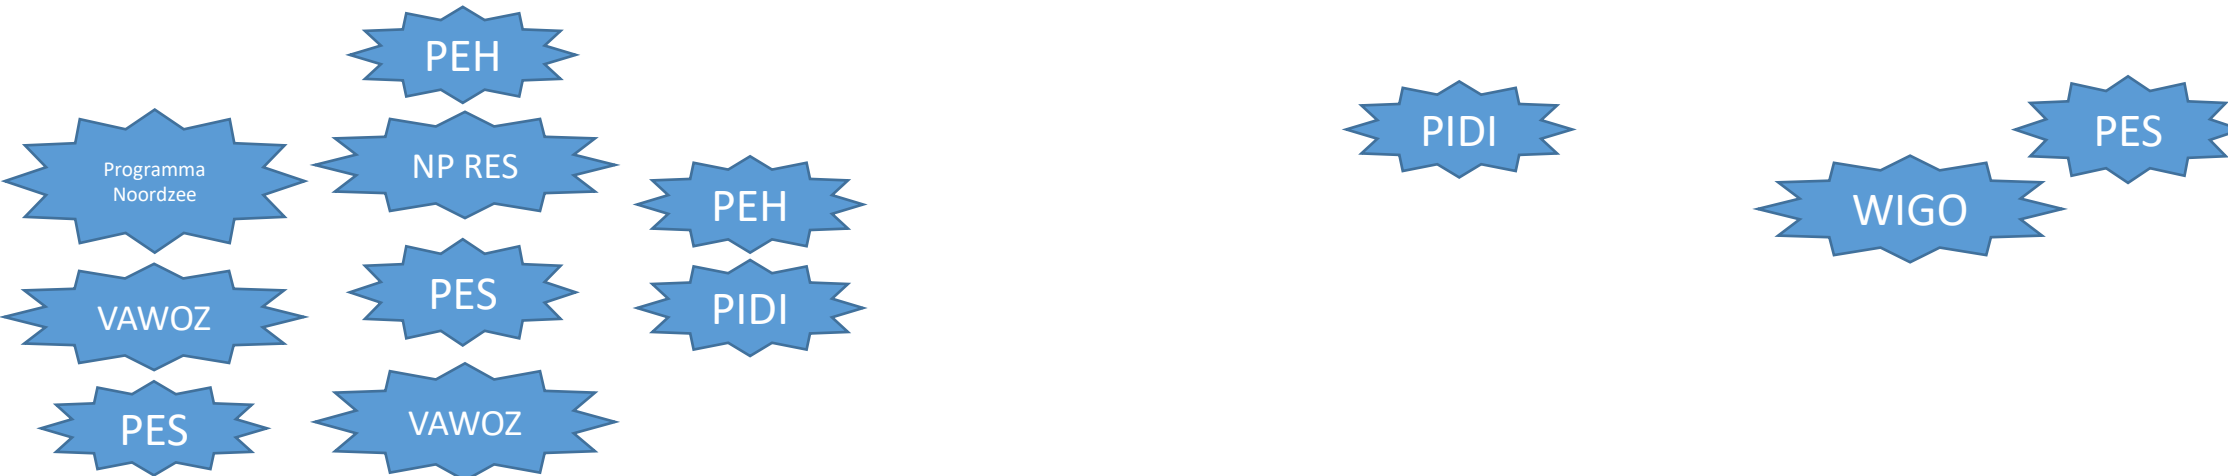 Programma
Noordzee
VAWOZ
PES
PEH
NP RES
PES
VAWOZ
PEH
PIDI
PIDI
WIGO
PES